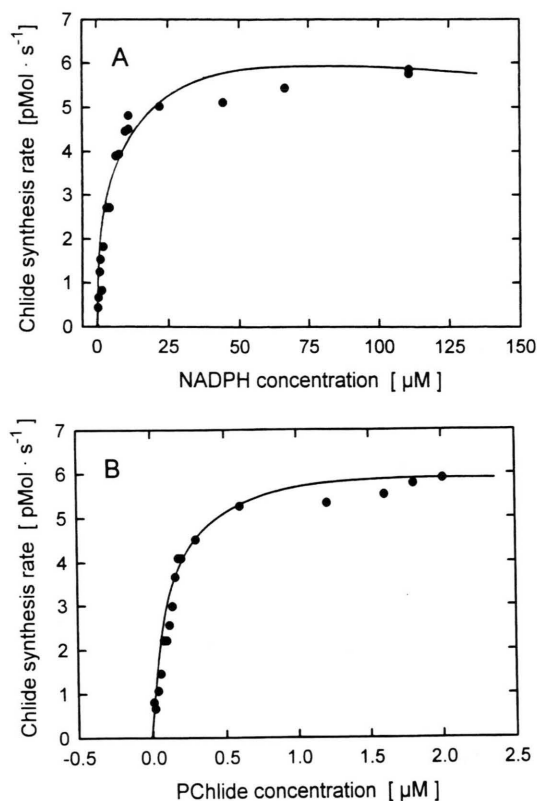 A
Chlide synthesis rate [pMol · s⁻¹]
7
6
5
4
3
2
1
0
0 25 50 75 100 125 150
NADPH concentration [ µM ]
B
Chlide synthesis rate [ pMol · s⁻¹ ]
7
6
5
4
3
2
1
0
-0.5 0.0 0.5 1.0 1.5 2.0 2.5
PChlide concentration [ µM ]